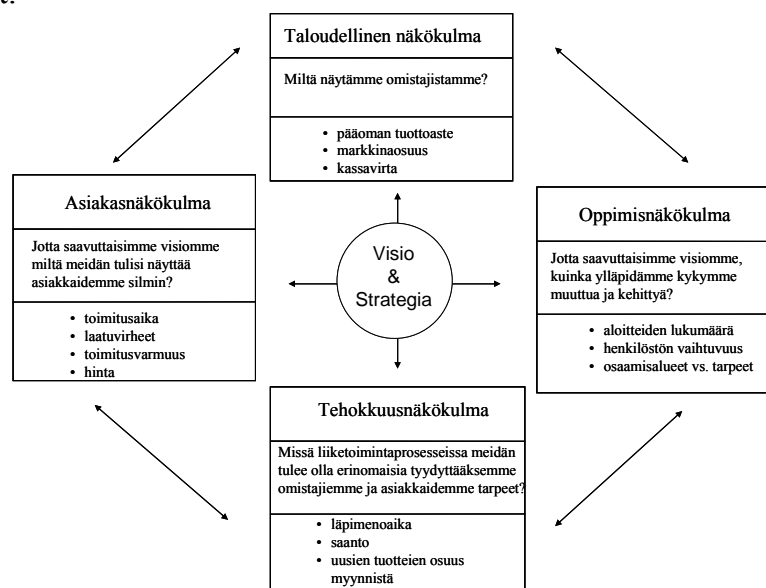 Taloudellinen näkökulma
Miltä näytämme omistajistamme?
• pääoman tuottoaste
• markkinaosuus
• kassavirta
Asiakasnäkökulma
Jotta saavuttaisimme visiomme
miltä meidän tulisi näyttää
asiakkaidemme silmin?
• toimitusaika
• laatuvirheet
• toimitusvarmuus
• hinta
Visio
&
Strategia
Oppimisnäkökulma
Jotta saavuttaisimme visiomme,
kuinka ylläpidämme kykymme
muuttua ja kehittyä?
• aloitteiden lukumäärä
• henkilöstön vaihtuvuus
• osaamisalueet vs. tarpeet
Tehokkuusnäkökulma
Missä liiketoimintaprosesseissa meidän
tulee olla erinomaisia tyydyttääksemme
omistajiemme ja asiakkaidemme tarpeet?
• läpimenoaika
• saanto
• uusien tuotteien osuus
myynnistä